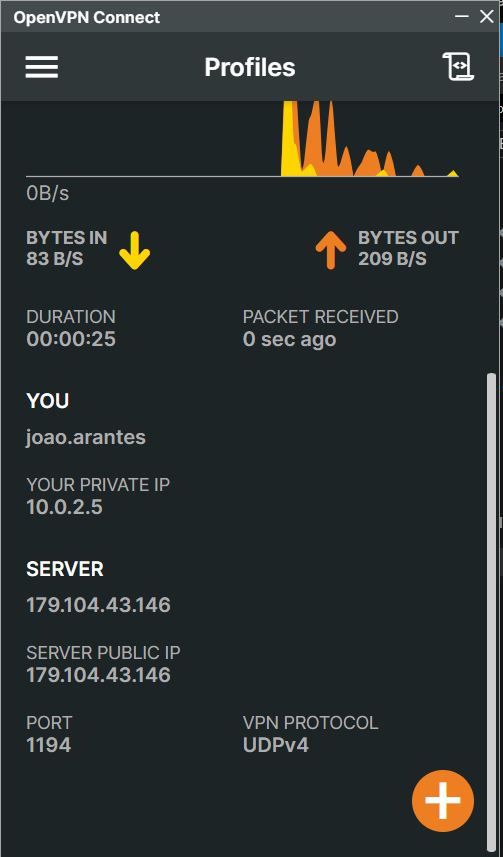 OpenVPN Connect
Profiles
0B/s
BYTES IN
83 B/S
BYTES OUT
209 B/S
DURATION
00:00:25
PACKET RECEIVED
0 sec ago
YOU
joao.arantes
YOUR PRIVATE IP
10.0.2.5
SERVER
179.104.43.146
SERVER PUBLIC IP
179.104.43.146
PORT
1194
VPN PROTOCOL
UDPv4